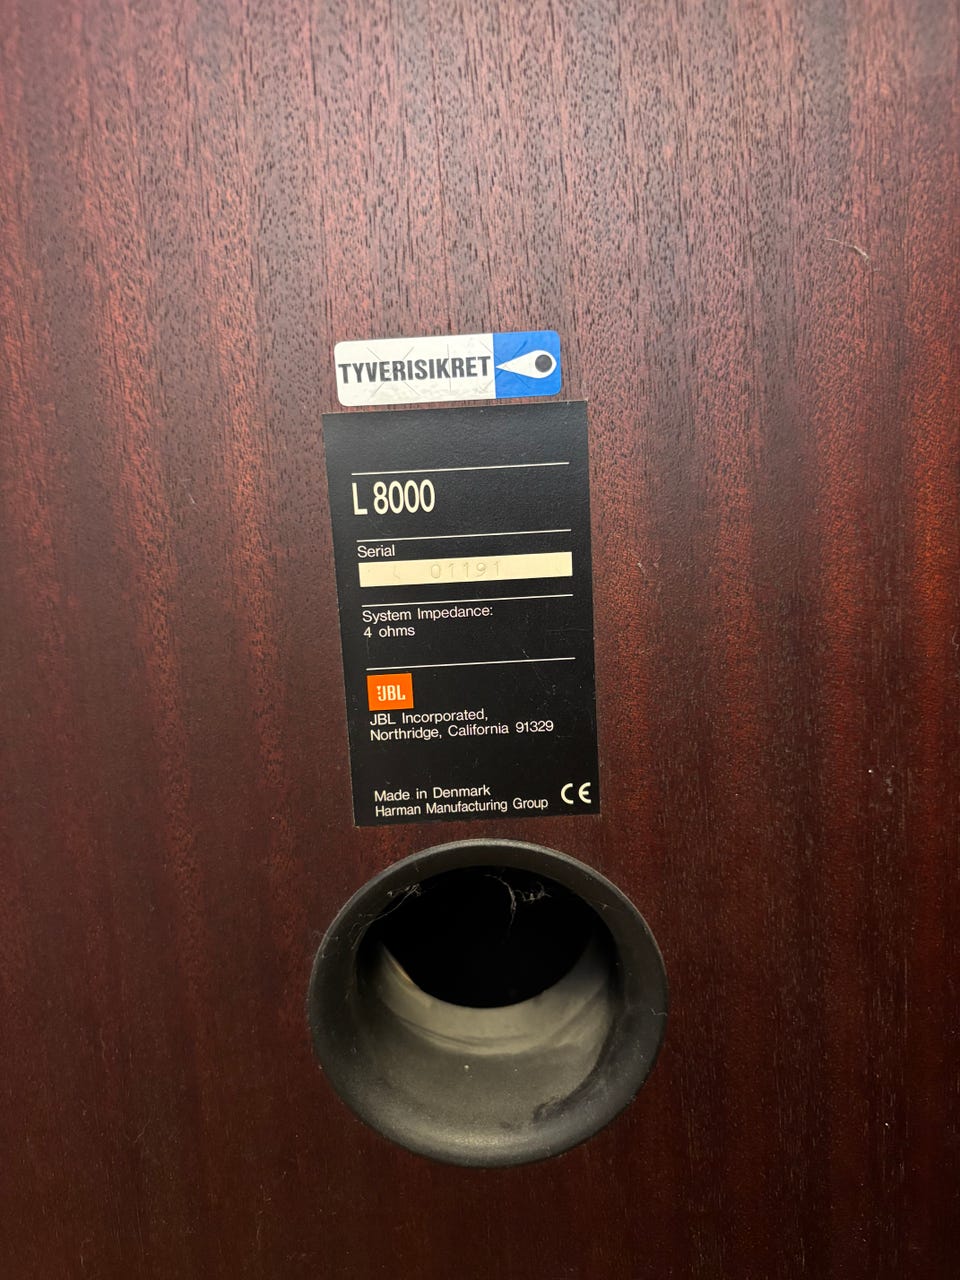 TYVERISIKRET
L 8000
Serial
L 01191
System Impedance:
4 ohms
JBL
JBL Incorporated,
Northridge, California 91329
Made in Denmark
Harman Manufacturing Group CE